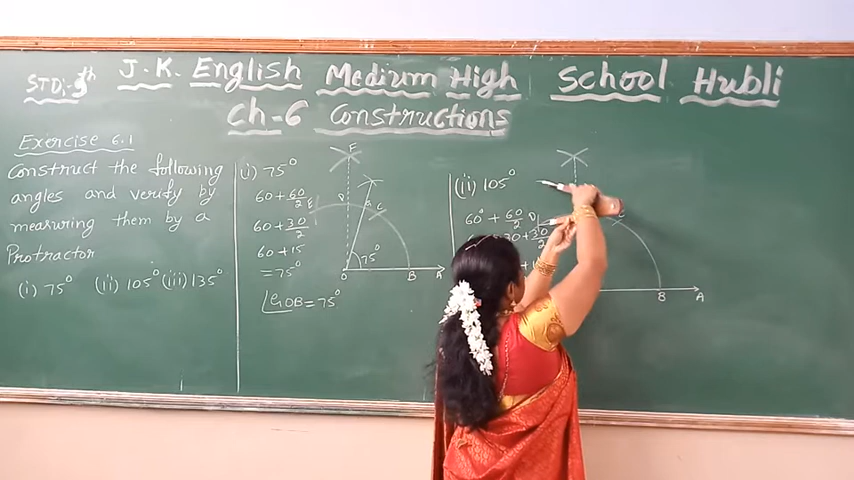 STD:- 9th
J.K. English Medium High School Hubli
Ch-6 Constructions
Exercise 6.1
Construct the following
angles and verify by
measuring them by a
Protractor
(i) 75° (ii) 105° (iii) 135°
(i) 75°
60+60/2
60+30/2
60+15
=75°
∠GOB=75°
F
E
D
G
C
75°
O
B
A
(ii) 105°
60°+60/2
+30/2
D
C
B
A